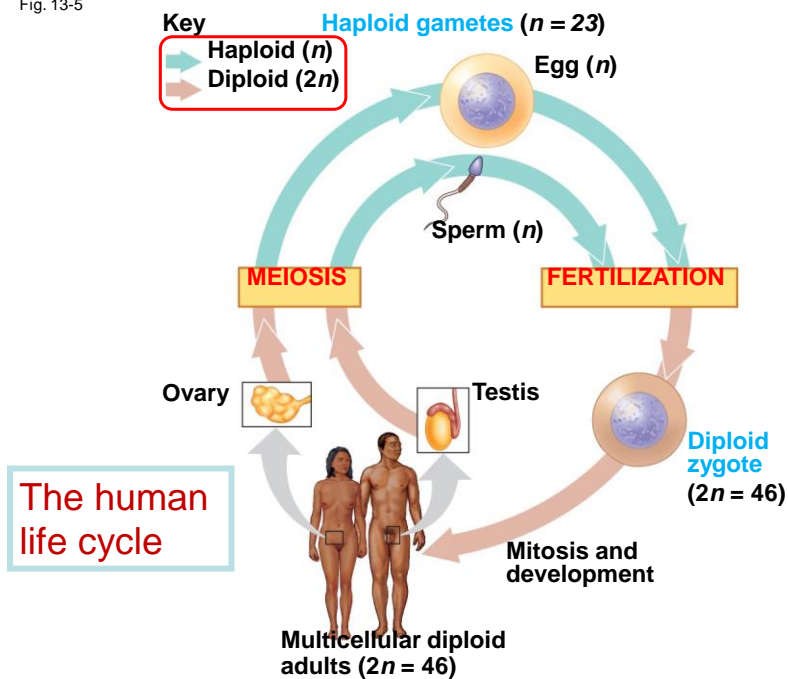 Fig. 13-5
Key
Haploid gametes (n = 23)
Haploid (n)
Diploid (2n)
Egg (n)
Sperm (n)
MEIOSIS
FERTILIZATION
Ovary
Testis
Diploid
zygote
(2n = 46)
The human
life cycle
Mitosis and
development
Multicellular diploid
adults (2n = 46)